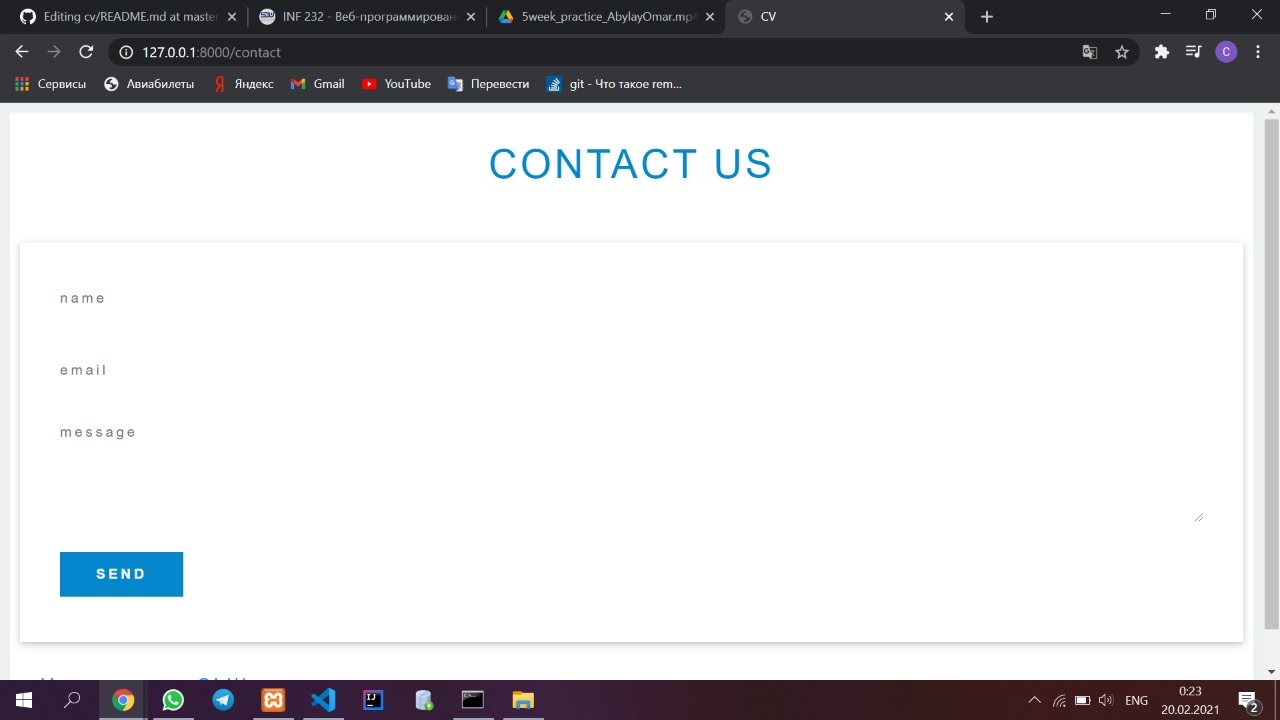 Editing cv/README.md at master
INF 232 - Веб-программирован
5week_practice_AbylayOmar.mp4
CV
127.0.0.1:8000/contact
C
Сервисы
Авиабилеты
Яндекс
Gmail
YouTube
Перевести
git - Что такое rem...
CONTACT US
name
email
message
SEND
ENG
0:23
20.02.2021
2